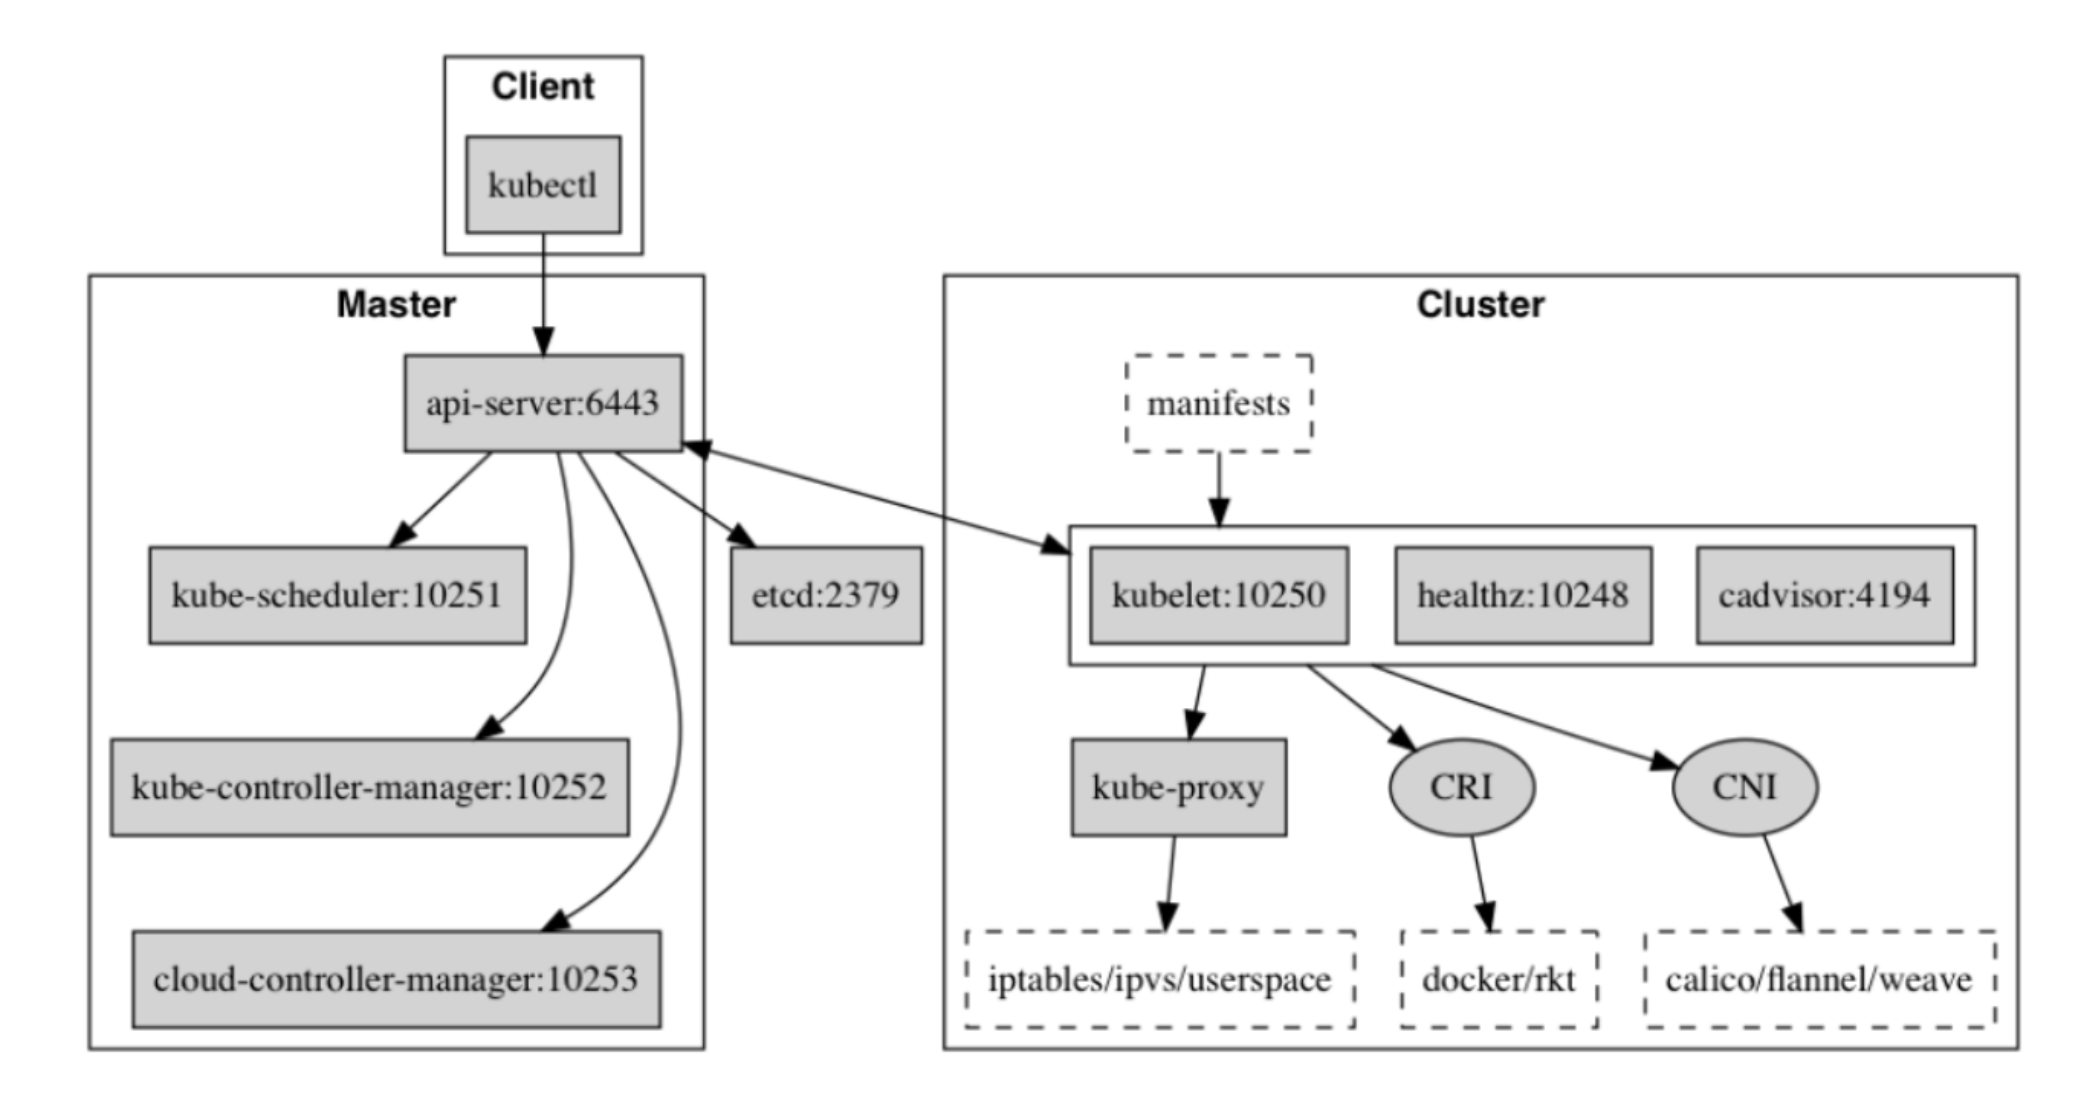 Client
kubectl
Master
Cluster
api-server:6443
manifests
kube-scheduler:10251
etcd:2379
kubelet:10250
healthz:10248
cadvisor:4194
kube-controller-manager:10252
kube-proxy
CRI
CNI
cloud-controller-manager:10253
iptables/ipvs/userspace
docker/rkt
calico/flannel/weave